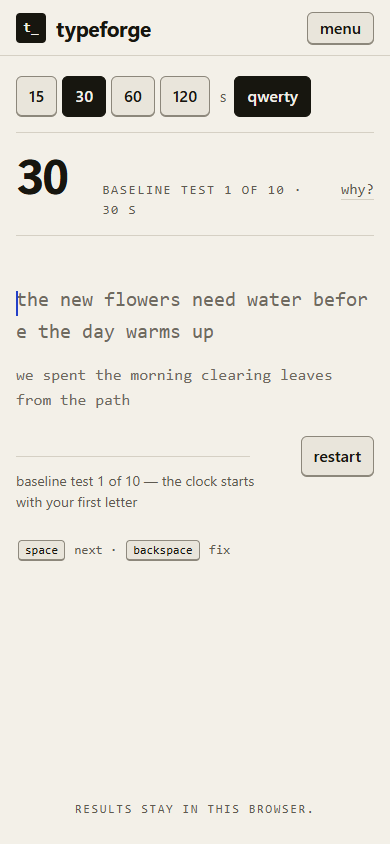 t_ typeforge menu
15 30 60 120 s qwerty
30 BASELINE TEST 1 OF 10 · why?
30 S
the new flowers need water befor
e the day warms up
we spent the morning clearing leaves
from the path
restart
baseline test 1 of 10 — the clock starts
with your first letter
space next · backspace fix
RESULTS STAY IN THIS BROWSER.